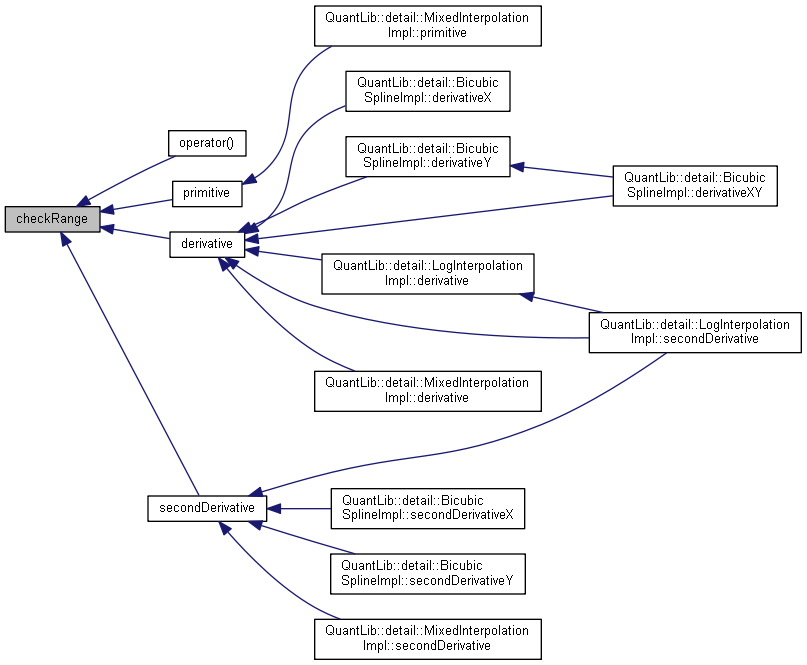 QuantLib::detail::MixedInterpolation
Impl::primitive
QuantLib::detail::Bicubic
SplineImpl::derivativeX
operator()
QuantLib::detail::Bicubic
SplineImpl::derivativeY
QuantLib::detail::Bicubic
SplineImpl::derivativeXY
primitive
checkRange
derivative
QuantLib::detail::LogInterpolation
Impl::derivative
QuantLib::detail::LogInterpolation
Impl::secondDerivative
QuantLib::detail::MixedInterpolation
Impl::derivative
secondDerivative
QuantLib::detail::Bicubic
SplineImpl::secondDerivativeX
QuantLib::detail::Bicubic
SplineImpl::secondDerivativeY
QuantLib::detail::MixedInterpolation
Impl::secondDerivative